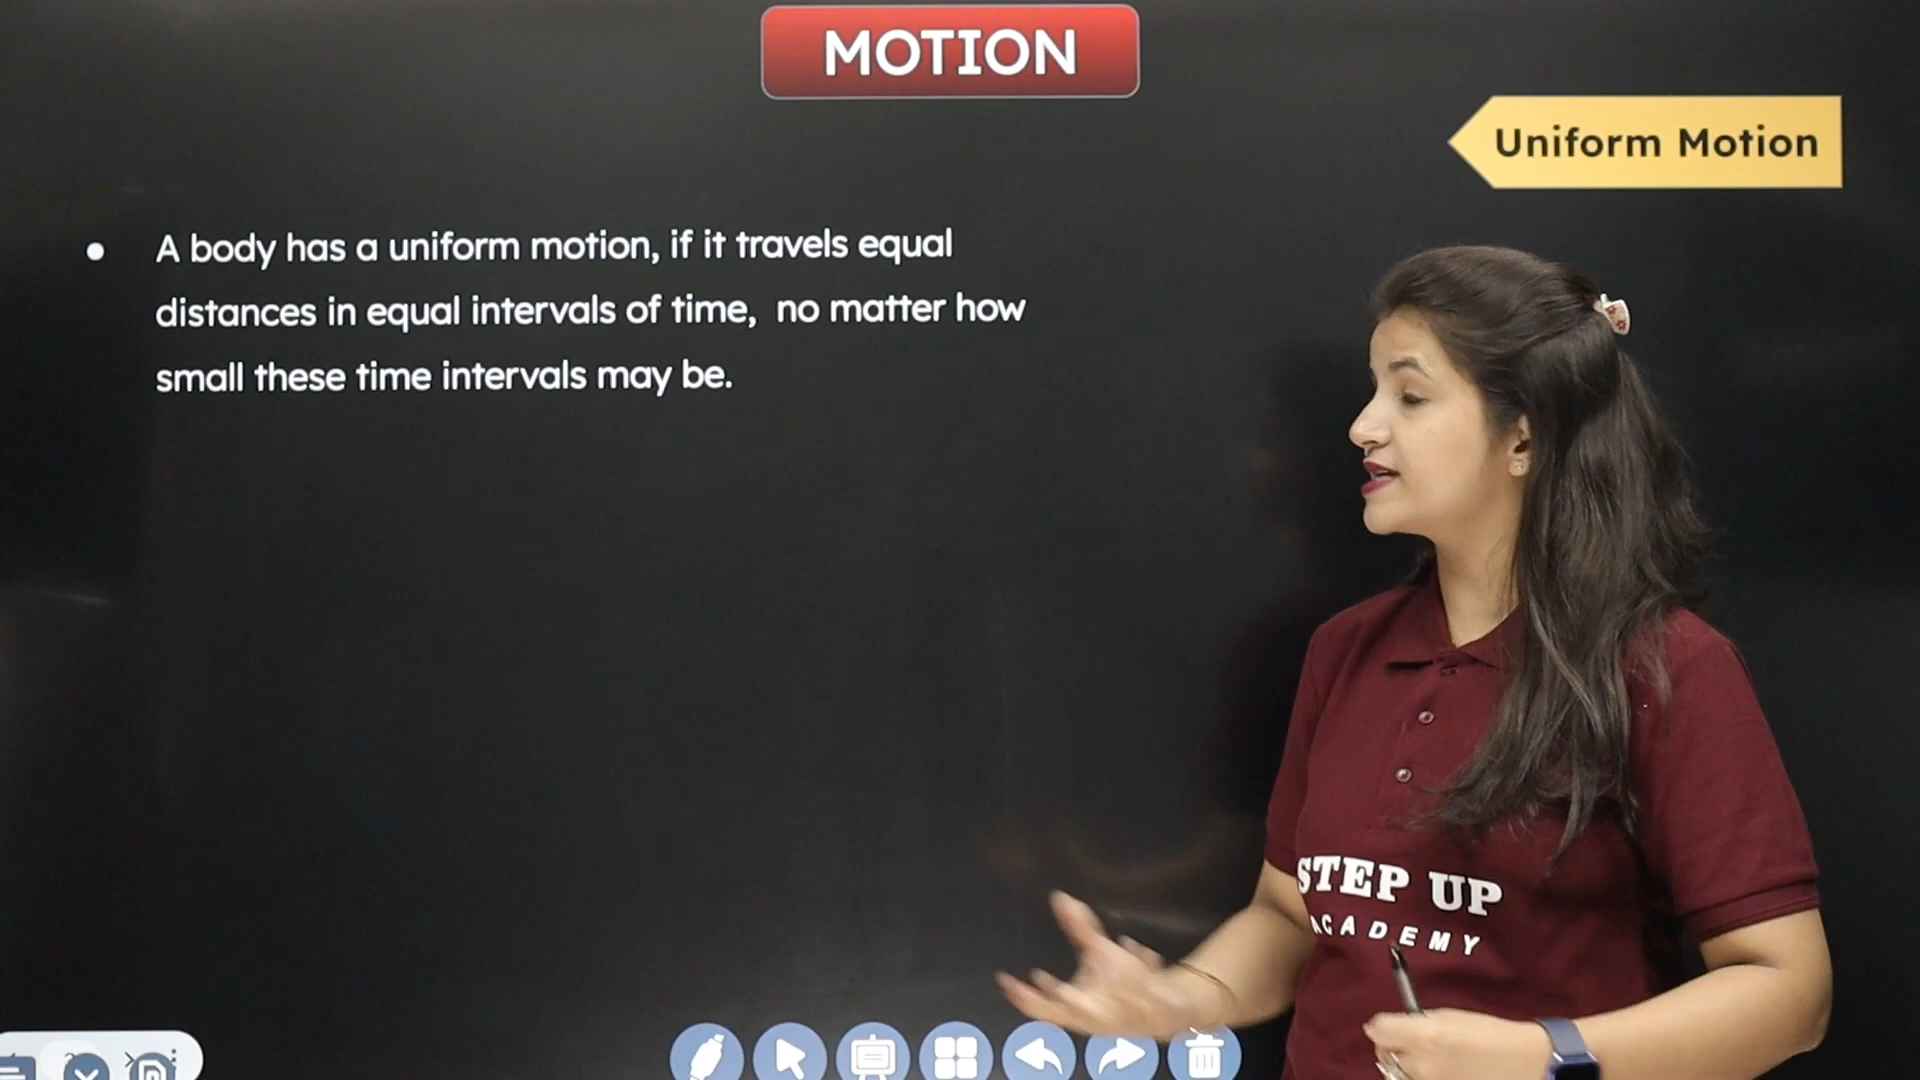 MOTION
Uniform Motion
A body has a uniform motion, if it travels equal
distances in equal intervals of time, no matter how
small these time intervals may be.
STEP UP
ACADEMY